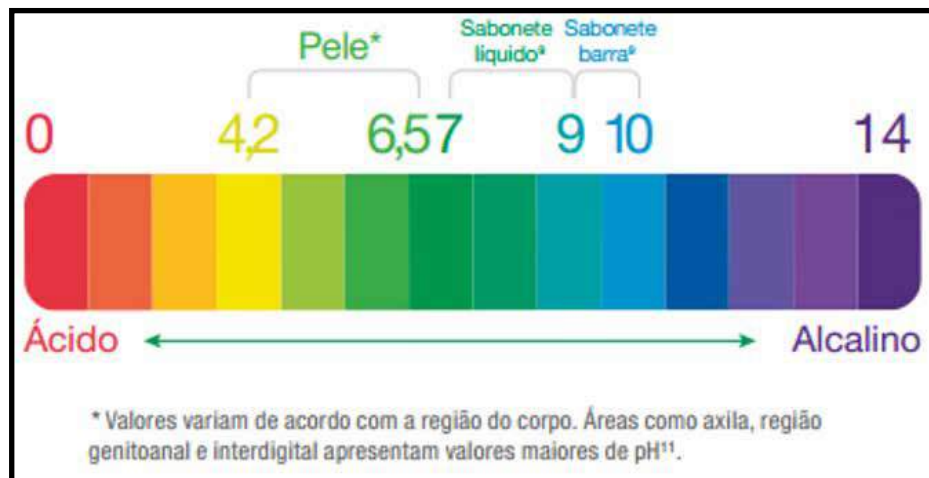 Pele*
Sabonete
líquido⁹
Sabonete
barra⁹
0 4,2 6,5 7 9 10 14
Ácido
Alcalino
* Valores variam de acordo com a região do corpo. Áreas como axila, região
genitoanal e interdigital apresentam valores maiores de pH¹¹.